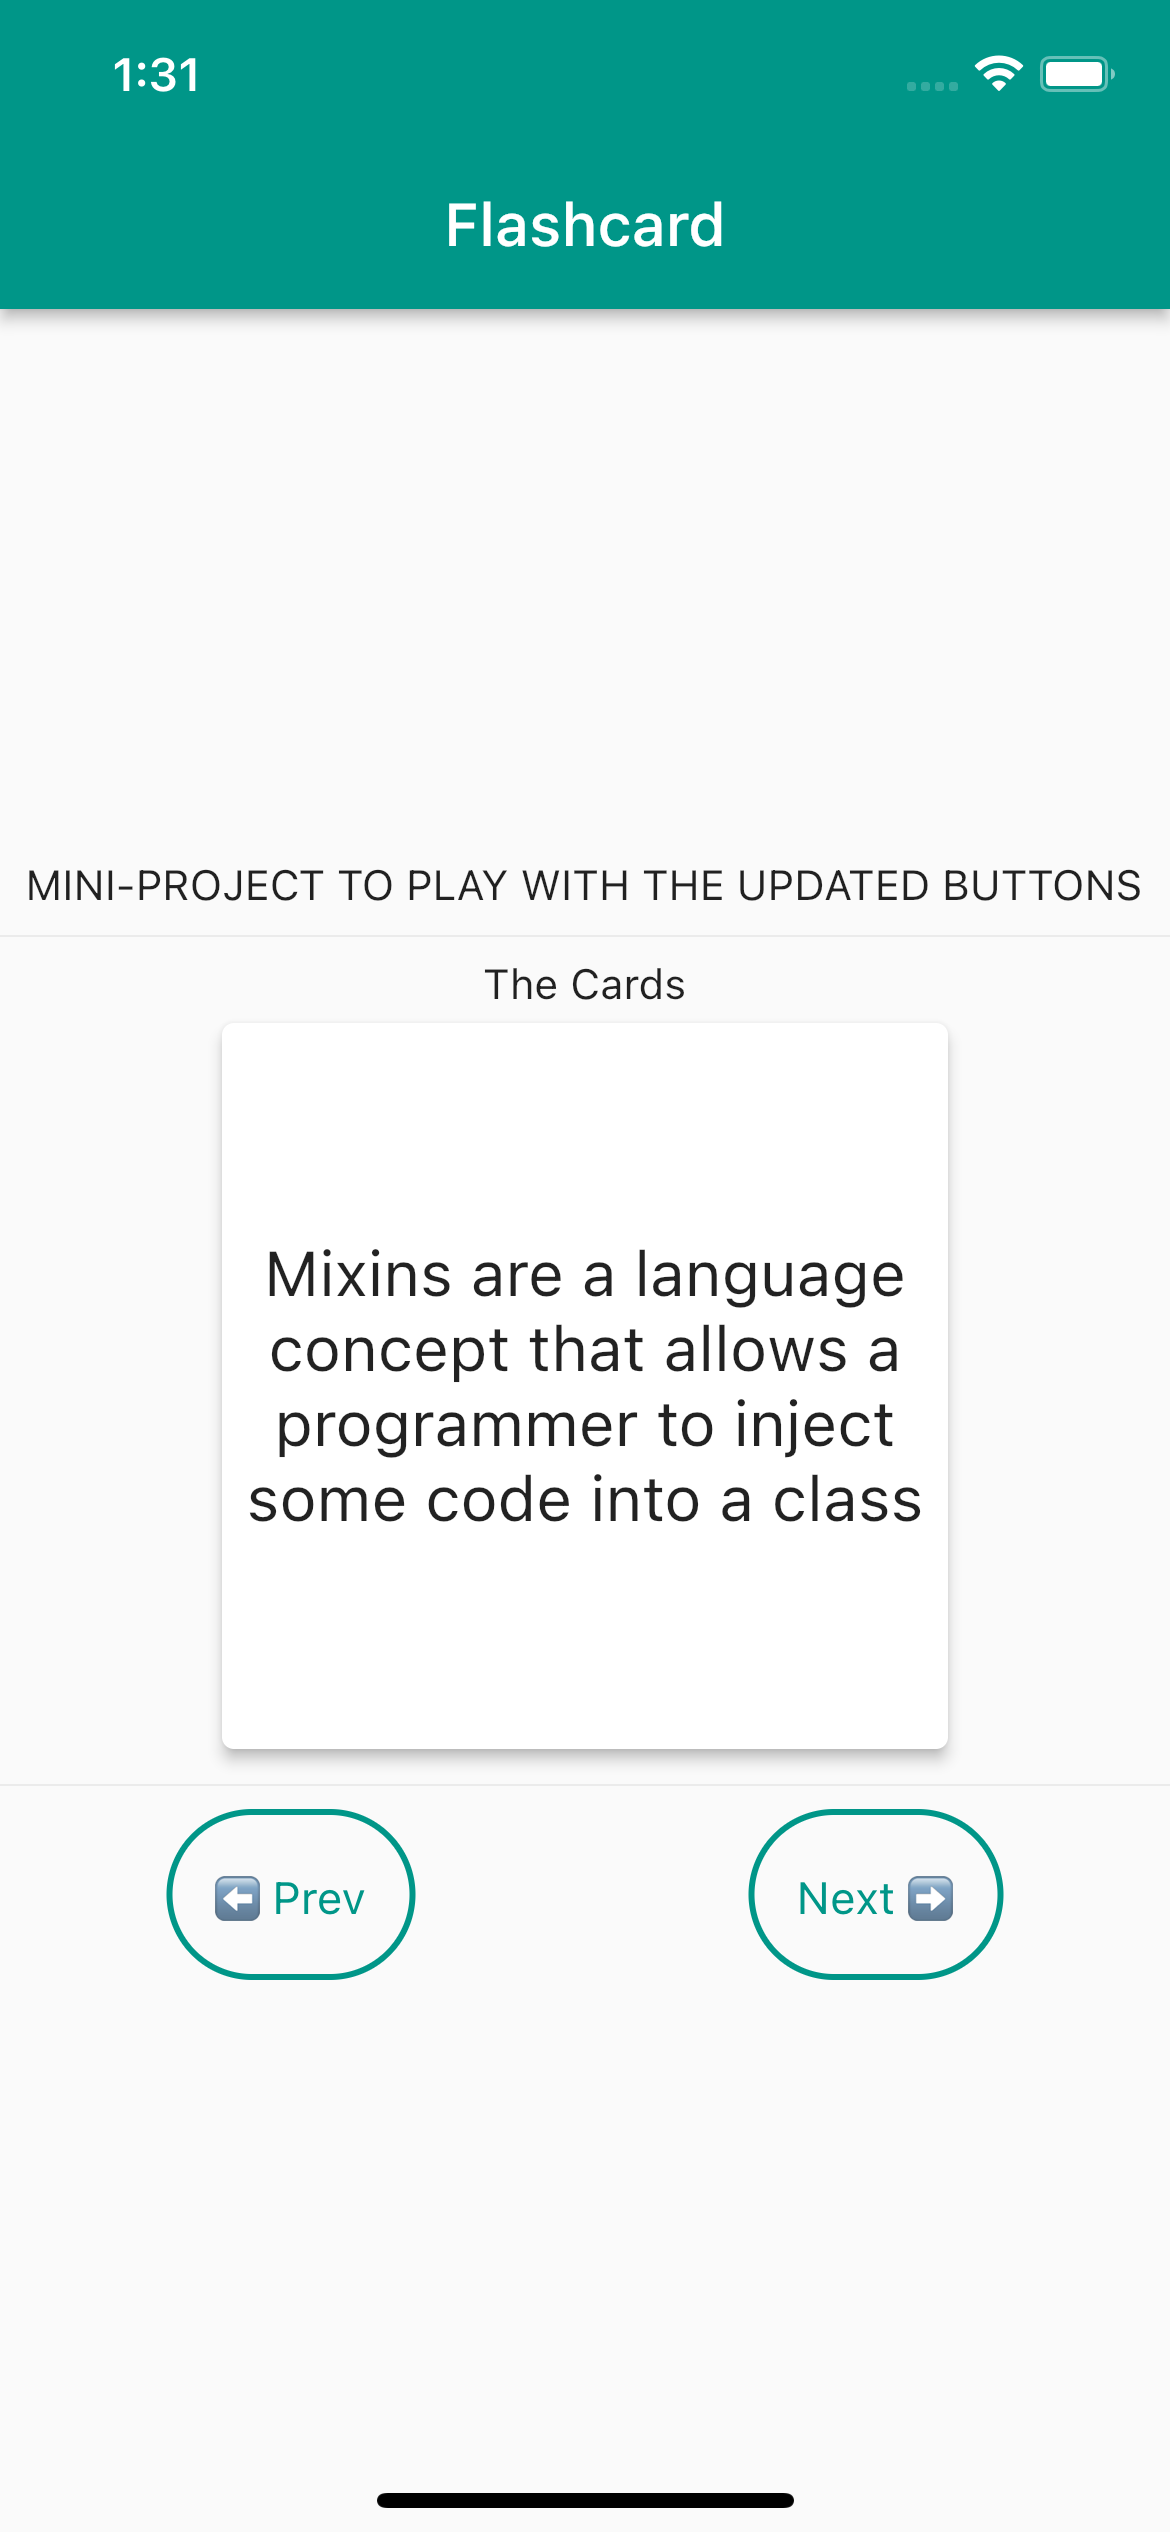 1:31
Flashcard
MINI-PROJECT TO PLAY WITH THE UPDATED BUTTONS
The Cards
Mixins are a language
concept that allows a
programmer to inject
some code into a class
⬅️ Prev
Next ➡️